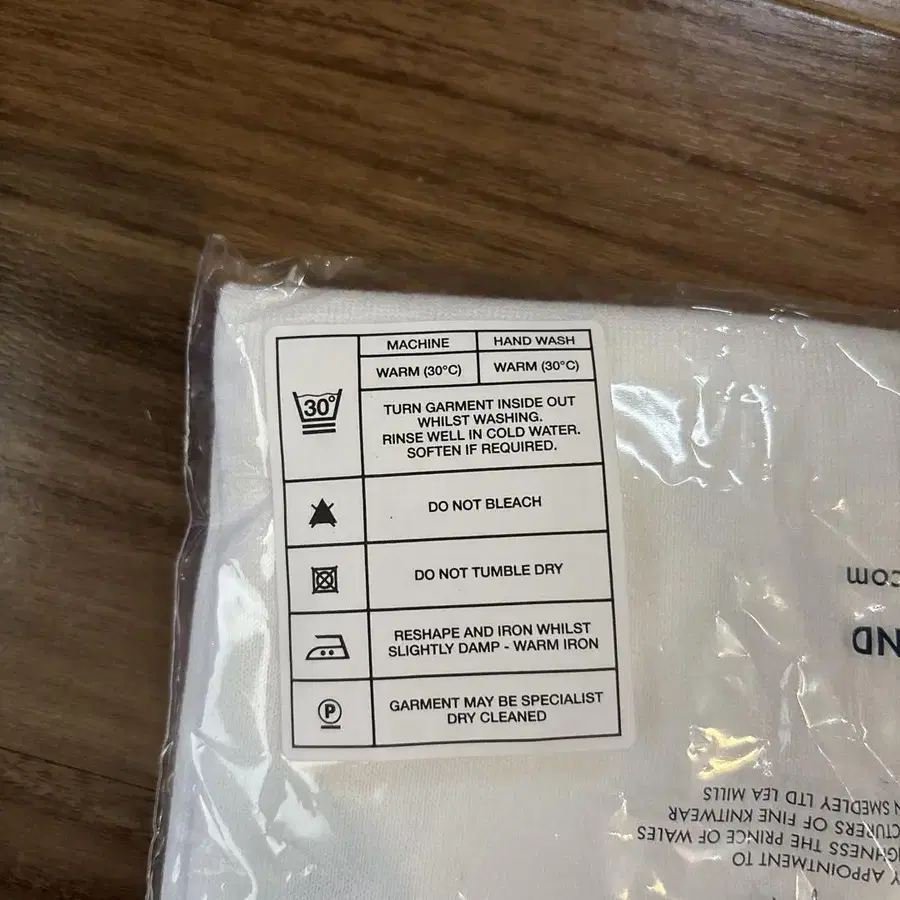 MACHINE
HAND WASH
WARM (30°C)
WARM (30°C)
30°
TURN GARMENT INSIDE OUT
WHILST WASHING.
RINSE WELL IN COLD WATER.
SOFTEN IF REQUIRED.
DO NOT BLEACH
DO NOT TUMBLE DRY
RESHAPE AND IRON WHILST
SLIGHTLY DAMP - WARM IRON
P
GARMENT MAY BE SPECIALIST
DRY CLEANED
APPOINTMENT TO
THE PRINCE OF WALES
OF FINE KNITWEAR
SMEDLEY LTD LEA MILLS
.com